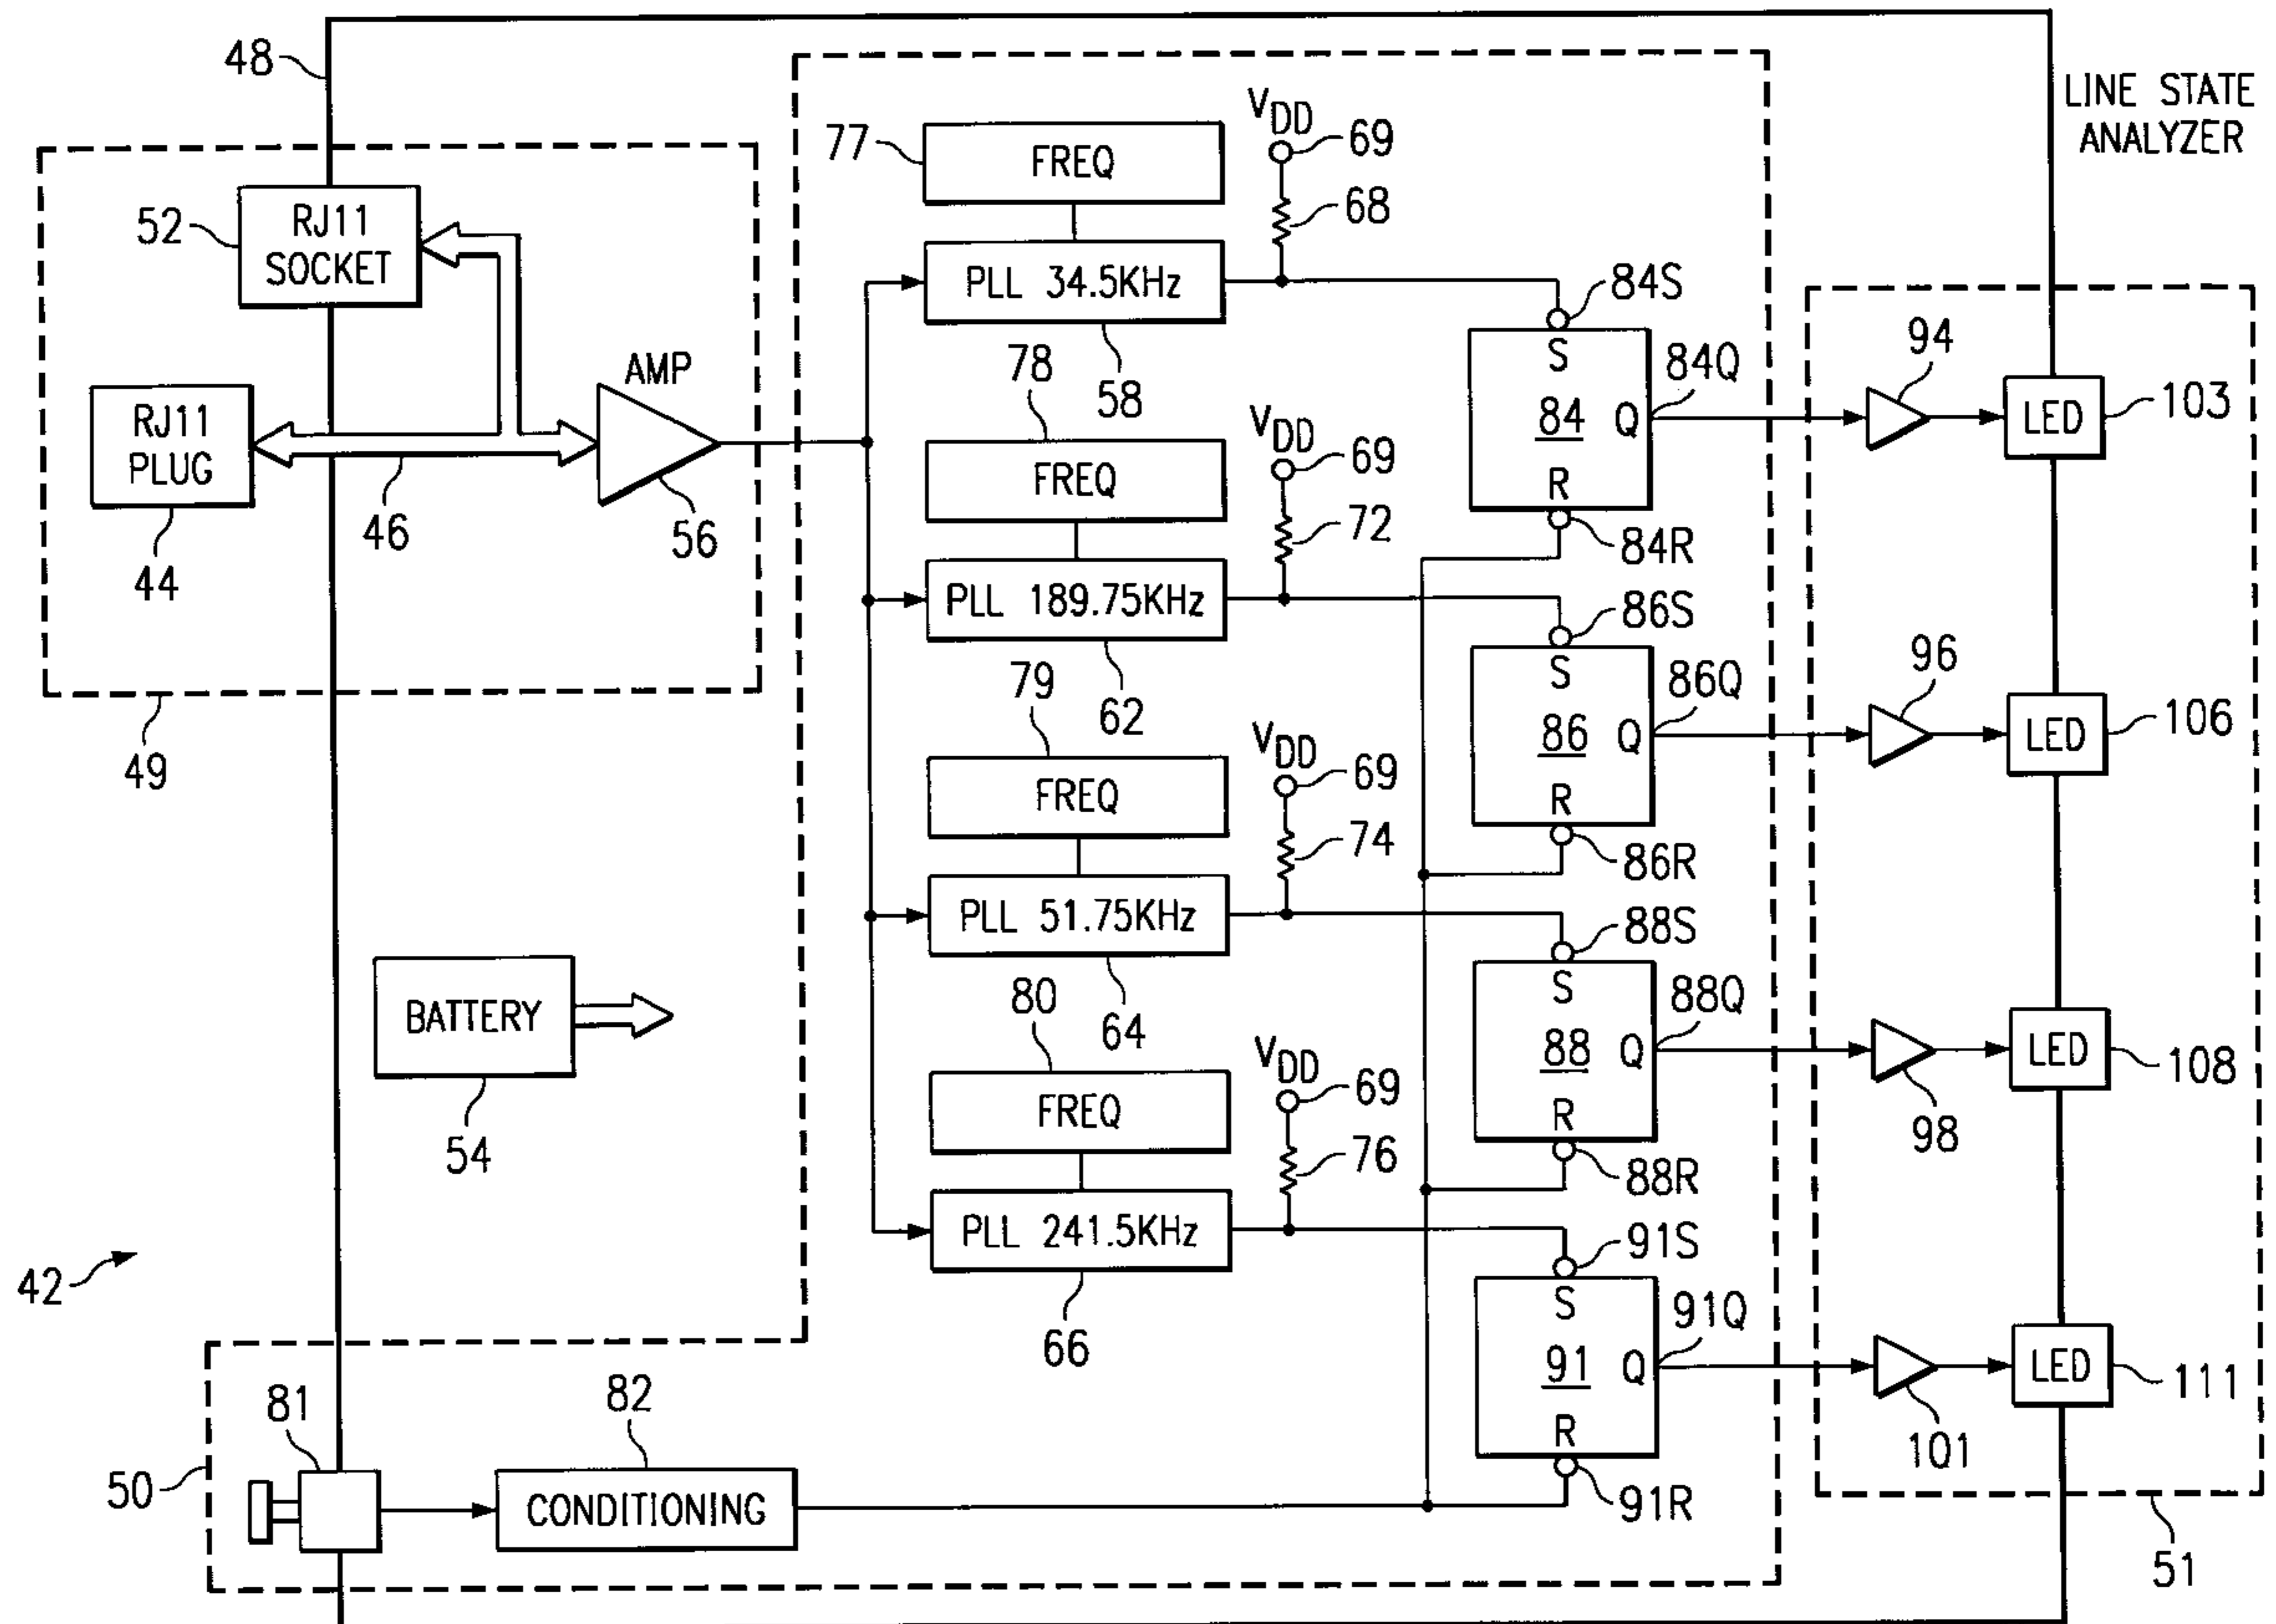 48
LINE STATE
ANALYZER
77
FREQ
VDD
69
68
52
RJ11
SOCKET
PLL 34.5KHz
84S
78
58
AMP
S
84
Q
R
84Q
94
LED
103
RJ11
PLUG
44
46
56
FREQ
VDD
69
72
84R
PLL 189.75KHz
86S
79
62
S
86
Q
R
86Q
96
LED
106
49
FREQ
VDD
69
74
86R
PLL 51.75KHz
88S
80
64
S
88
Q
R
88Q
98
LED
108
BATTERY
54
FREQ
VDD
69
76
88R
PLL 241.5KHz
91S
66
S
91
Q
R
91Q
101
LED
111
42
81
82
50
CONDITIONING
91R
51